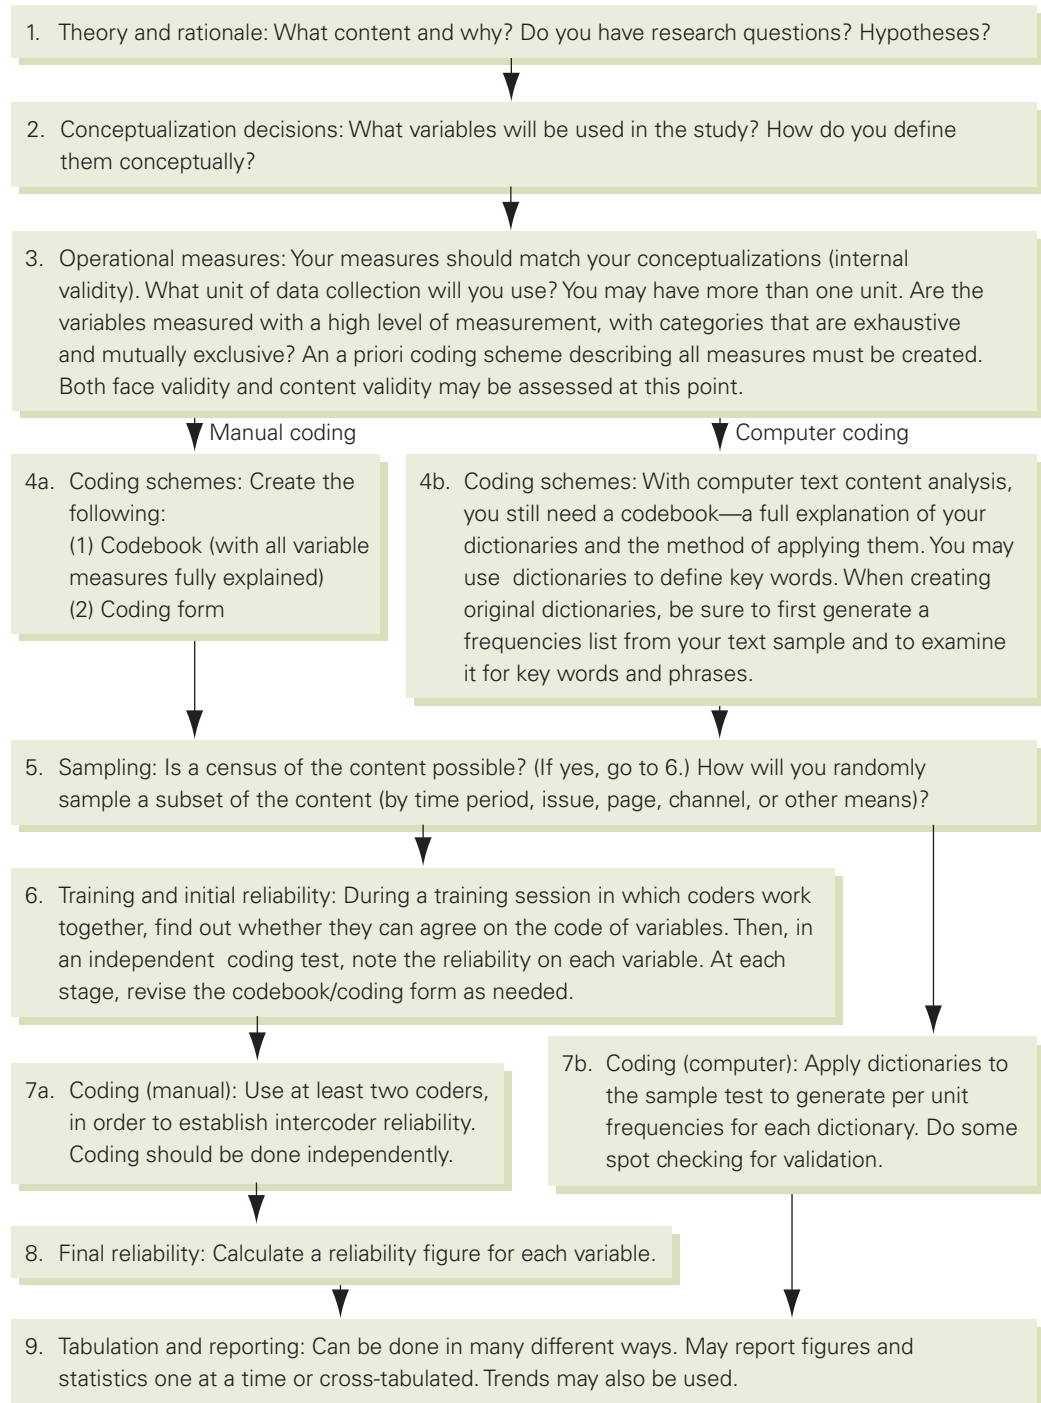 1. Theory and rationale: What content and why? Do you have research questions? Hypotheses?
2. Conceptualization decisions: What variables will be used in the study? How do you define
them conceptually?
3. Operational measures: Your measures should match your conceptualizations (internal
validity). What unit of data collection will you use? You may have more than one unit. Are the
variables measured with a high level of measurement, with categories that are exhaustive
and mutually exclusive? An a priori coding scheme describing all measures must be created.
Both face validity and content validity may be assessed at this point.
Manual coding
Computer coding
4a. Coding schemes: Create the
following:
(1) Codebook (with all variable
measures fully explained)
(2) Coding form
4b. Coding schemes: With computer text content analysis,
you still need a codebook—a full explanation of your
dictionaries and the method of applying them. You may
use dictionaries to define key words. When creating
original dictionaries, be sure to first generate a
frequencies list from your text sample and to examine
it for key words and phrases.
5. Sampling: Is a census of the content possible? (If yes, go to 6.) How will you randomly
sample a subset of the content (by time period, issue, page, channel, or other means)?
6. Training and initial reliability: During a training session in which coders work
together, find out whether they can agree on the code of variables. Then, in
an independent coding test, note the reliability on each variable. At each
stage, revise the codebook/coding form as needed.
7a. Coding (manual): Use at least two coders,
in order to establish intercoder reliability.
Coding should be done independently.
7b. Coding (computer): Apply dictionaries to
the sample test to generate per unit
frequencies for each dictionary. Do some
spot checking for validation.
8. Final reliability: Calculate a reliability figure for each variable.
9. Tabulation and reporting: Can be done in many different ways. May report figures and
statistics one at a time or cross-tabulated. Trends may also be used.